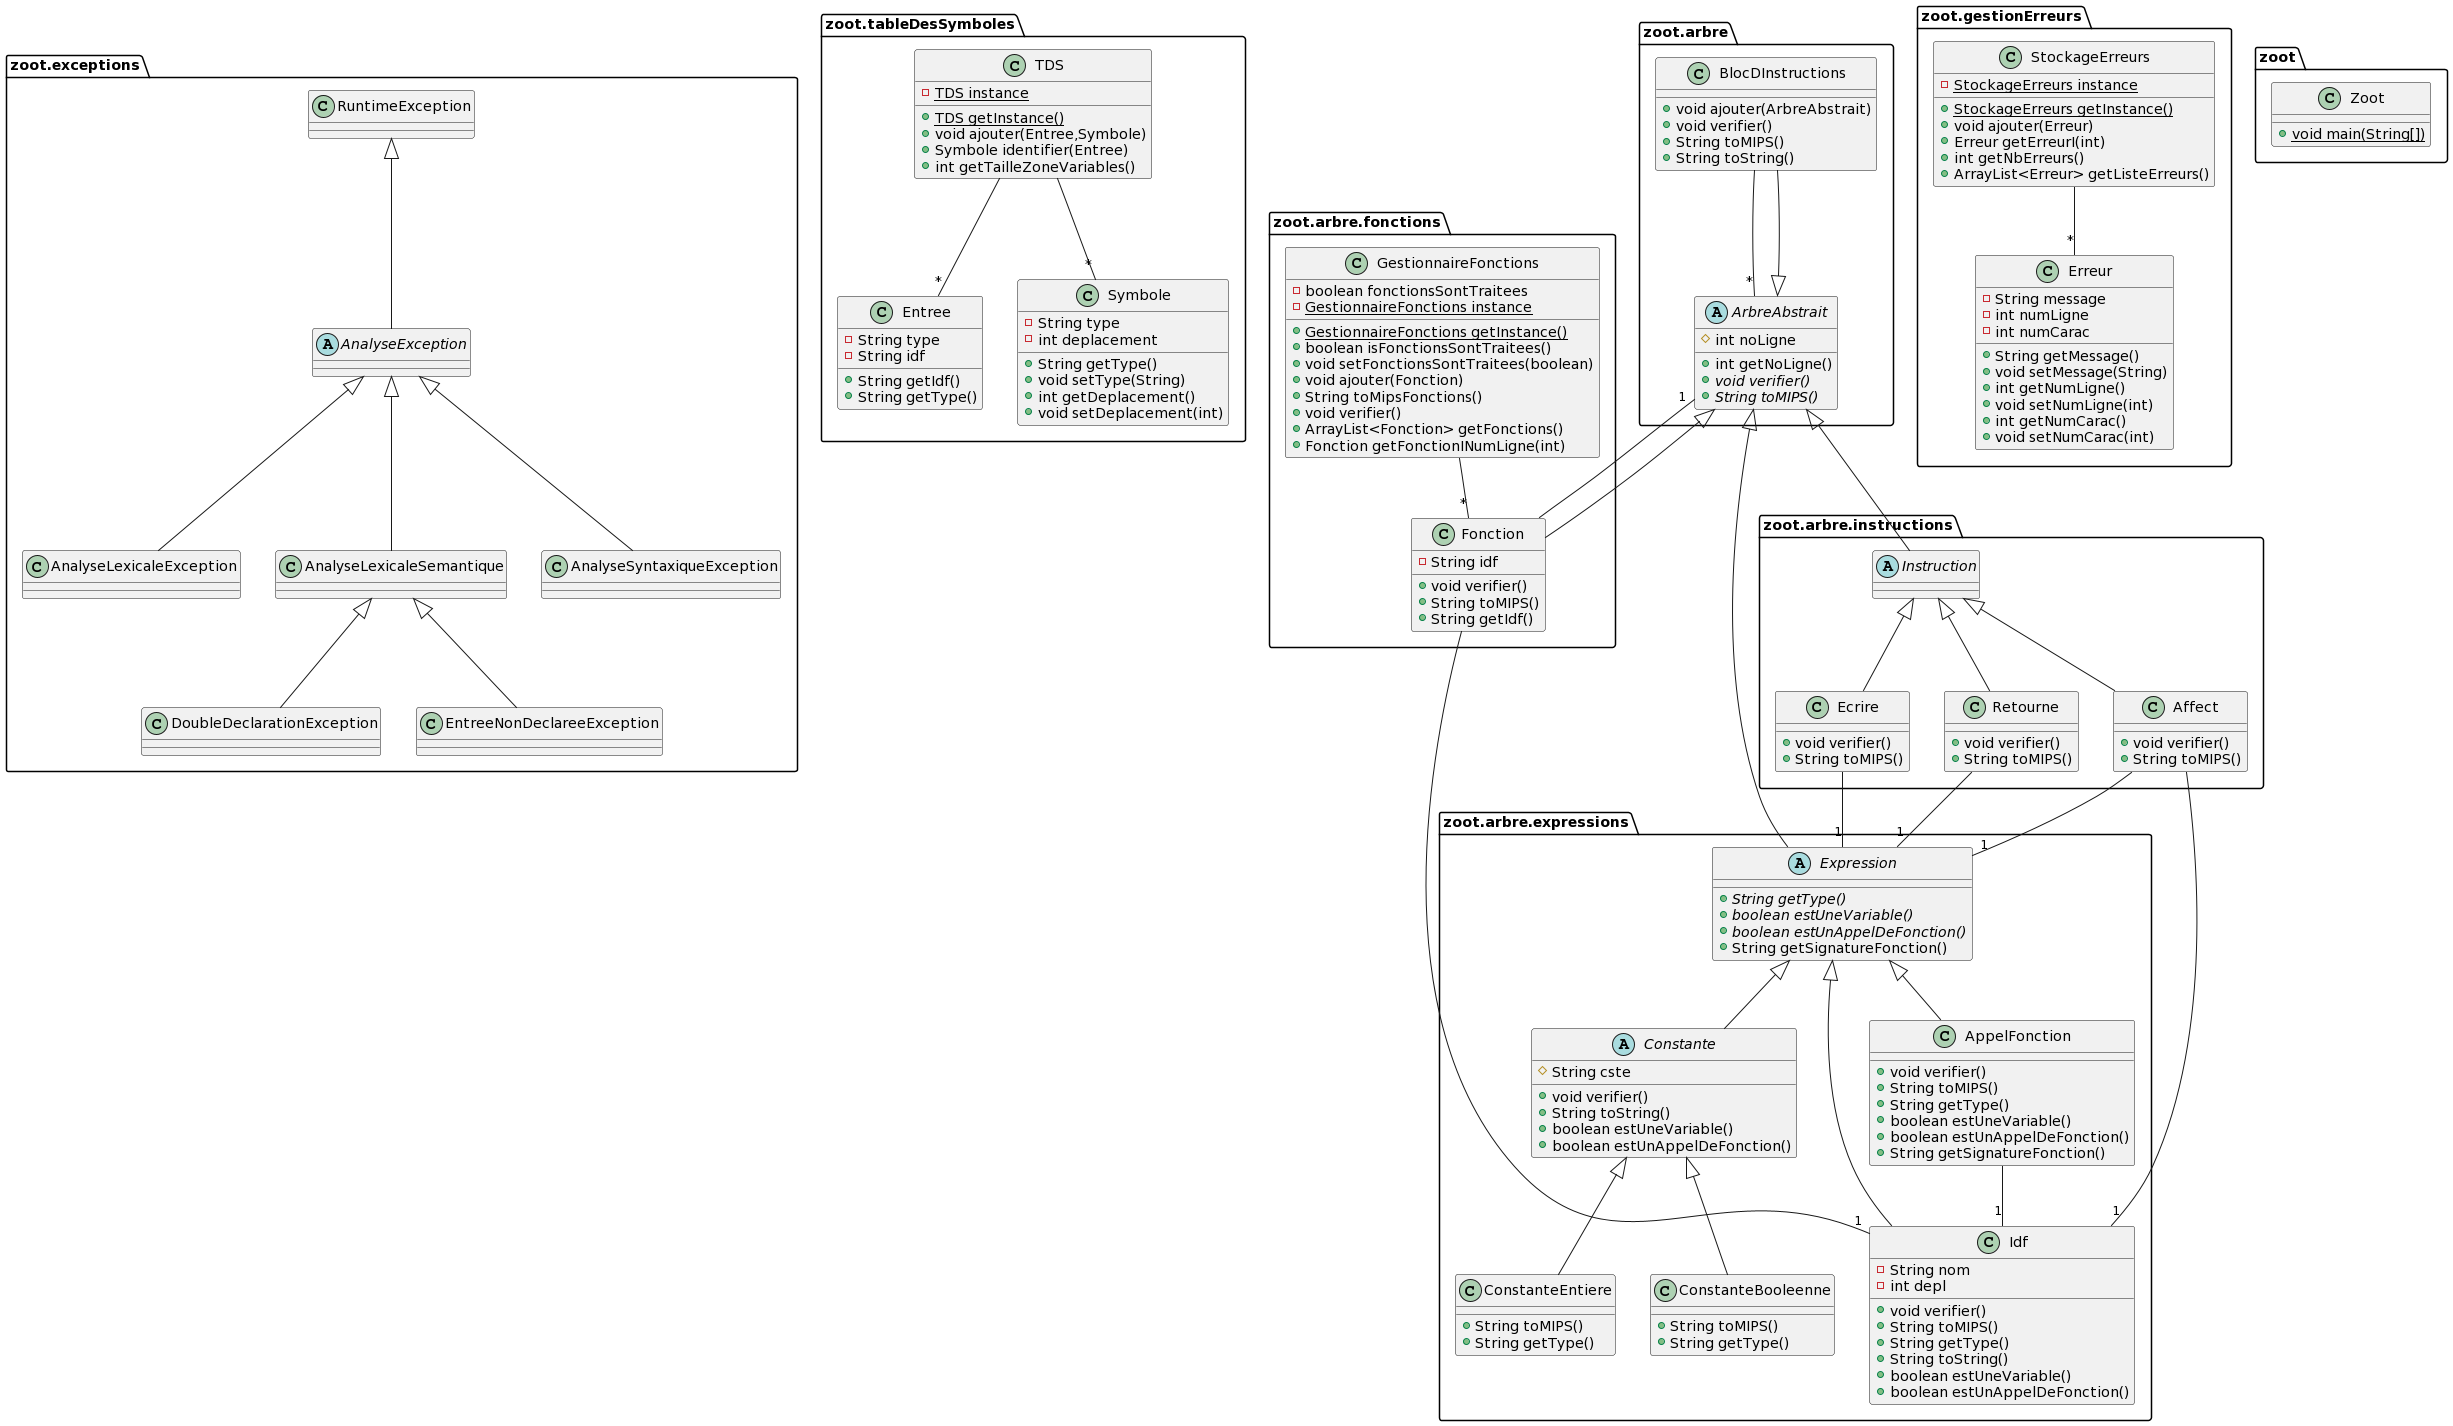 zoot.exceptions
C RuntimeException
A AnalyseException
C AnalyseLexicaleException
C AnalyseLexicaleSemantique
C AnalyseSyntaxiqueException
C DoubleDeclarationException
C EntreeNonDeclareeException
zoot.tableDesSymboles
C TDS
TDS instance
TDS getInstance()
void ajouter(Entree,Symbole)
Symbole identifier(Entree)
int getTailleZoneVariables()
*
*
C Entree
String type
String idf
String getIdf()
String getType()
C Symbole
String type
int deplacement
String getType()
void setType(String)
int getDeplacement()
void setDeplacement(int)
zoot.arbre.fonctions
C GestionnaireFonctions
boolean fonctionsSontTraitees
GestionnaireFonctions instance
GestionnaireFonctions getInstance()
boolean isFonctionsSontTraitees()
void setFonctionsSontTraitees(boolean)
void ajouter(Fonction)
String toMipsFonctions()
void verifier()
ArrayList<Fonction> getFonctions()
Fonction getFonctionINumLigne(int)
*
C Fonction
String idf
void verifier()
String toMIPS()
String getIdf()
zoot.arbre
C BlocDInstructions
void ajouter(ArbreAbstrait)
void verifier()
String toMIPS()
String toString()
*
A ArbreAbstrait
int noLigne
int getNoLigne()
void verifier()
String toMIPS()
1
zoot.gestionErreurs
C StockageErreurs
StockageErreurs instance
StockageErreurs getInstance()
void ajouter(Erreur)
Erreur getErreurI(int)
int getNbErreurs()
ArrayList<Erreur> getListeErreurs()
*
C Erreur
String message
int numLigne
int numCarac
String getMessage()
void setMessage(String)
int getNumLigne()
void setNumLigne(int)
int getNumCarac()
void setNumCarac(int)
zoot
C Zoot
void main(String[])
zoot.arbre.instructions
A Instruction
C Ecrire
void verifier()
String toMIPS()
C Retourne
void verifier()
String toMIPS()
C Affect
void verifier()
String toMIPS()
zoot.arbre.expressions
1
1
1
A Expression
String getType()
boolean estUneVariable()
boolean estUnAppelDeFonction()
String getSignatureFonction()
A Constante
String cste
void verifier()
String toString()
boolean estUneVariable()
boolean estUnAppelDeFonction()
C AppelFonction
void verifier()
String toMIPS()
String getType()
boolean estUneVariable()
boolean estUnAppelDeFonction()
String getSignatureFonction()
1
1
1
C ConstanteEntiere
String toMIPS()
String getType()
C ConstanteBooleenne
String toMIPS()
String getType()
C Idf
String nom
int depl
void verifier()
String toMIPS()
String getType()
String toString()
boolean estUneVariable()
boolean estUnAppelDeFonction()